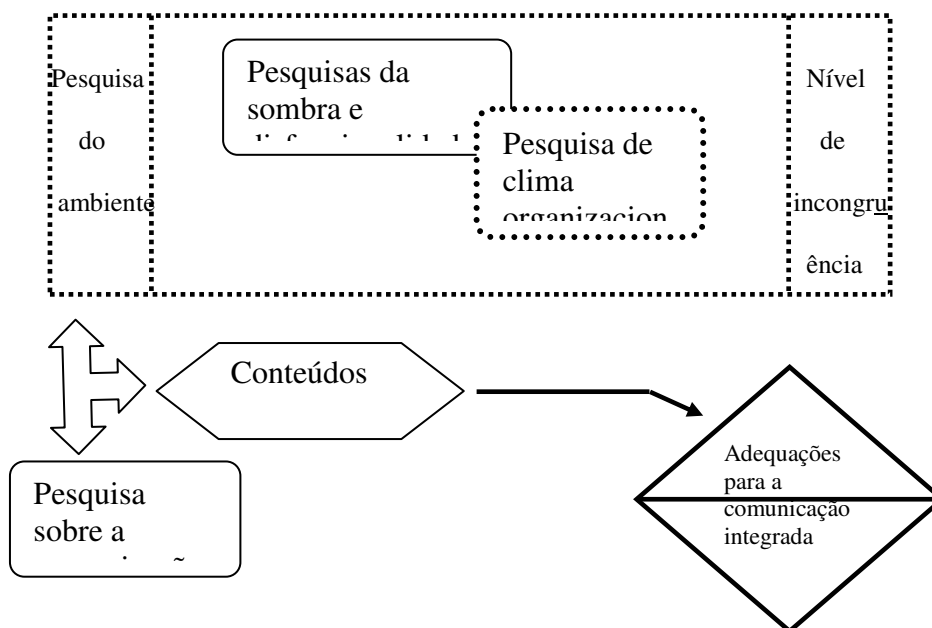 Pesquisa
do
ambiente
Pesquisas da
sombra e
Pesquisa de
clima
organizacion
Nível
de
incongru
ência
Conteúdos
Pesquisa
sobre a
Adequações
para a
comunicação
integrada